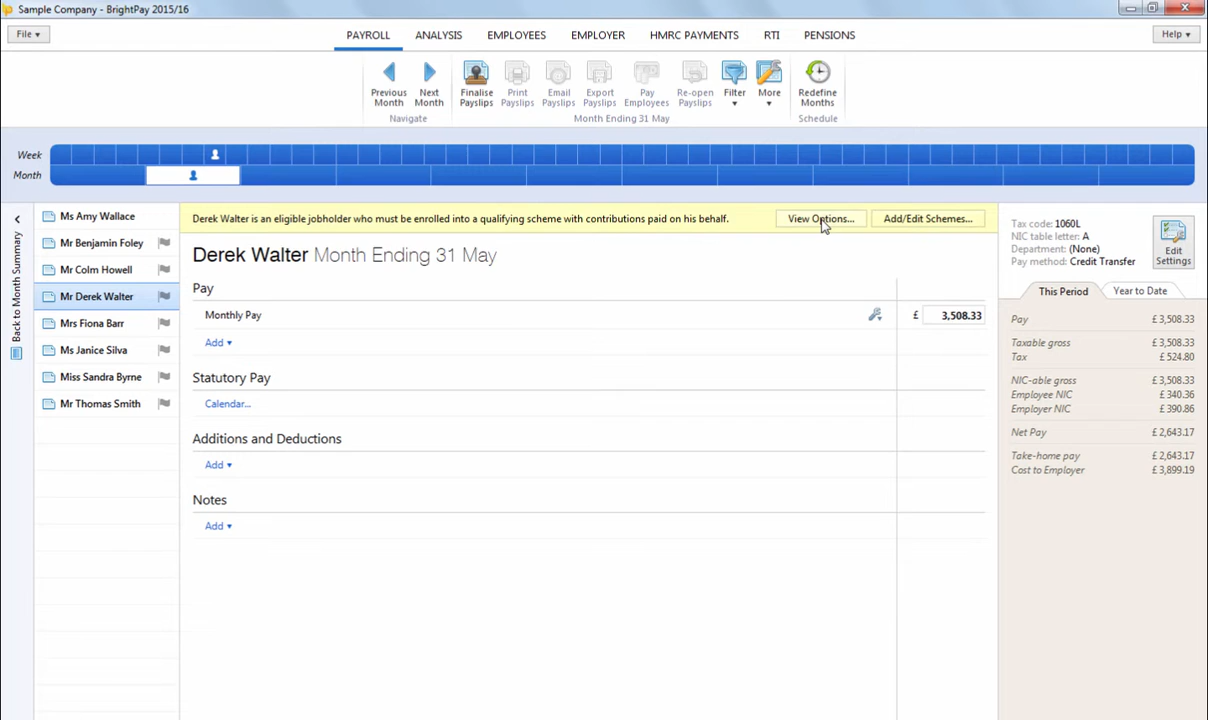 Sample Company - BrightPay 2015/16
File
PAYROLL ANALYSIS EMPLOYEES EMPLOYER HMRC PAYMENTS RTI PENSIONS
Help
Previous Month
Next Month
Finalise Payslips
Print Payslips
Email Payslips
Export Payslips
Pay Employees
Re-open Payslips
Filter
More
Redefine Months
Navigate
Month Ending 31 May
Schedule
Week
Month
Back to Month Summary
Ms Amy Wallace
Mr Benjamin Foley
Mr Colm Howell
Mr Derek Walter
Mrs Fiona Barr
Ms Janice Silva
Miss Sandra Byrne
Mr Thomas Smith
Derek Walter is an eligible jobholder who must be enrolled into a qualifying scheme with contributions paid on his behalf.
View Options...
Add/Edit Schemes...
Derek Walter Month Ending 31 May
Pay
Monthly Pay £ 3,508.33
Add
Statutory Pay
Calendar...
Additions and Deductions
Add
Notes
Add
Tax code: 1060L
NIC table letter: A
Department: (None)
Pay method: Credit Transfer
Edit Settings
This Period
Year to Date
Pay £ 3,508.33
Taxable gross £ 3,508.33
Tax £ 524.80
NIC-able gross £ 3,508.33
Employee NIC £ 340.36
Employer NIC £ 390.86
Net Pay £ 2,643.17
Take-home pay £ 2,643.17
Cost to Employer £ 3,899.19